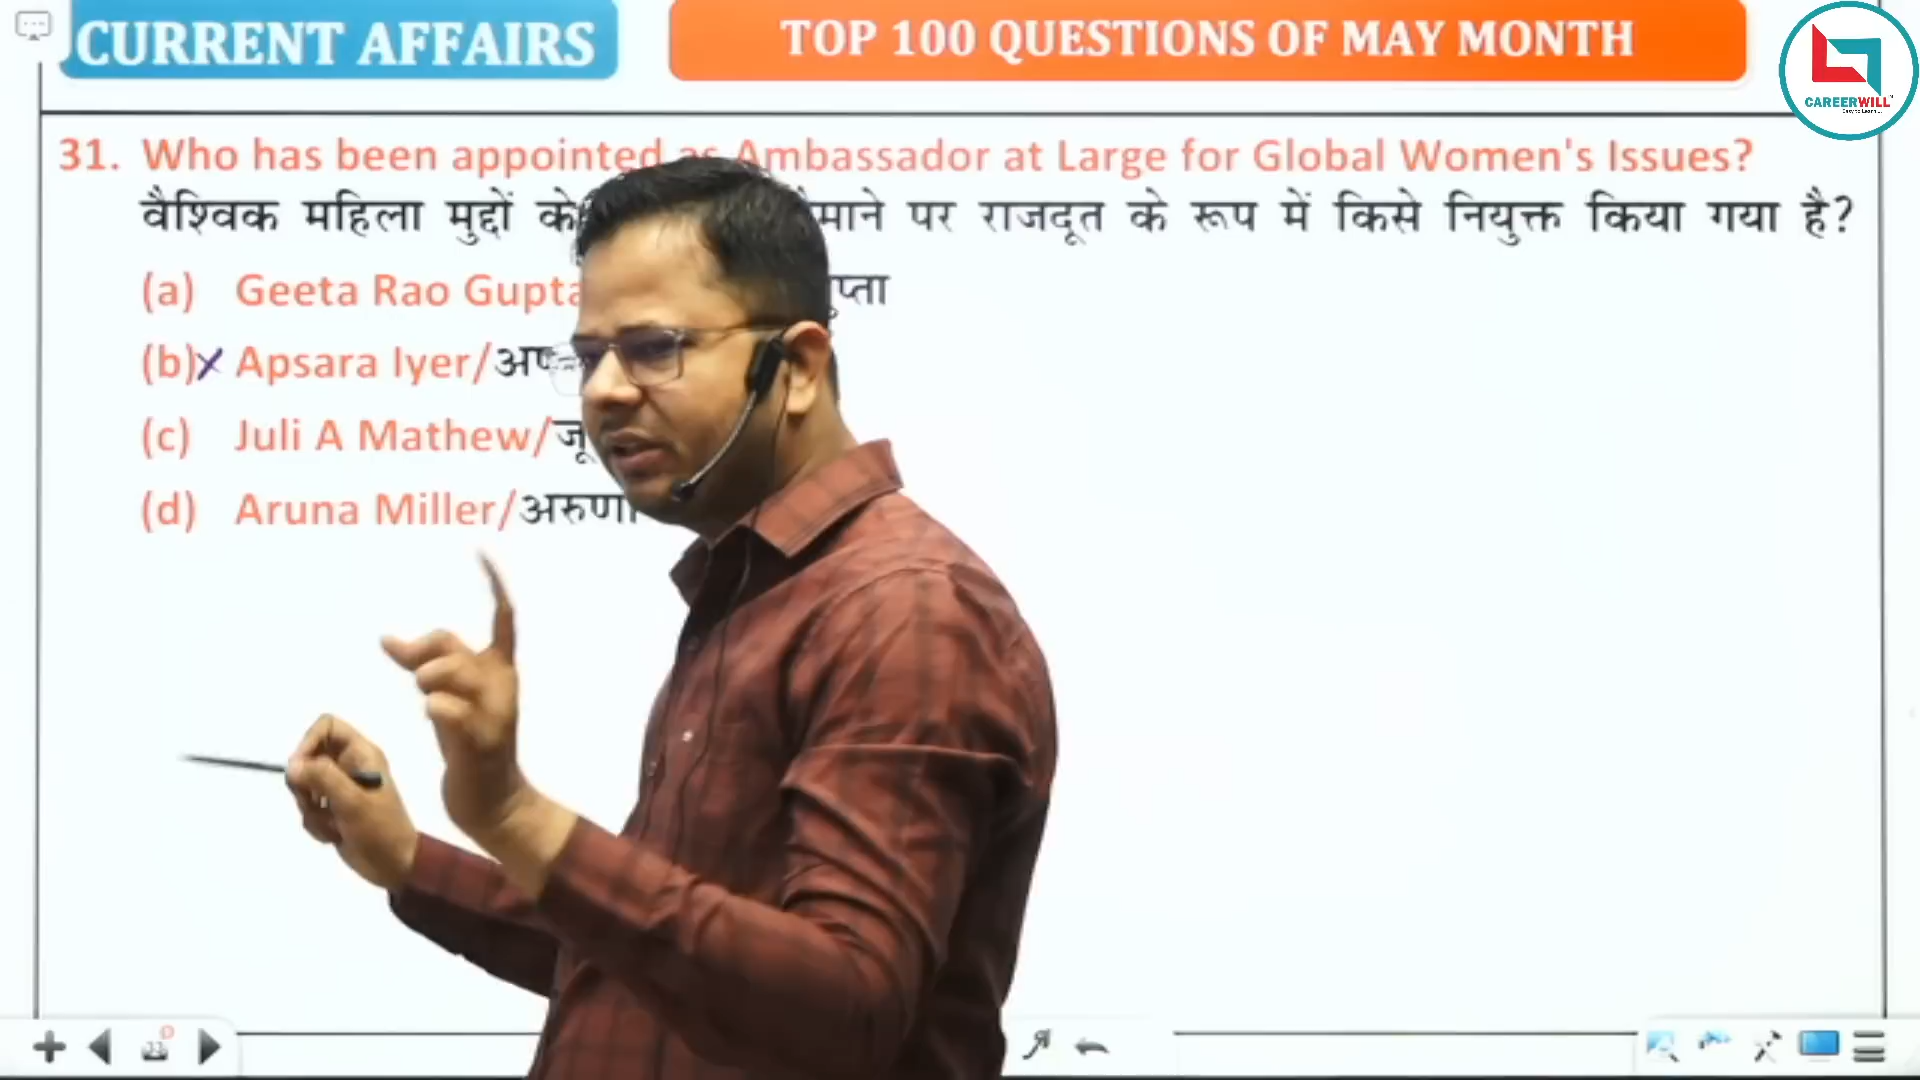 CURRENT AFFAIRS
TOP 100 QUESTIONS OF MAY MONTH
CAREERWILL
31. Who has been appointed as Ambassador at Large for Global Women's Issues?
वैश्विक महिला मुद्दों को पर राजदूत के रूप में किसे नियुक्त किया गया है?
(a) Geeta Rao Gupta
(b) Apsara Iyer/
(c) Juli A Mathew/
(d) Aruna Miller/अरुणा